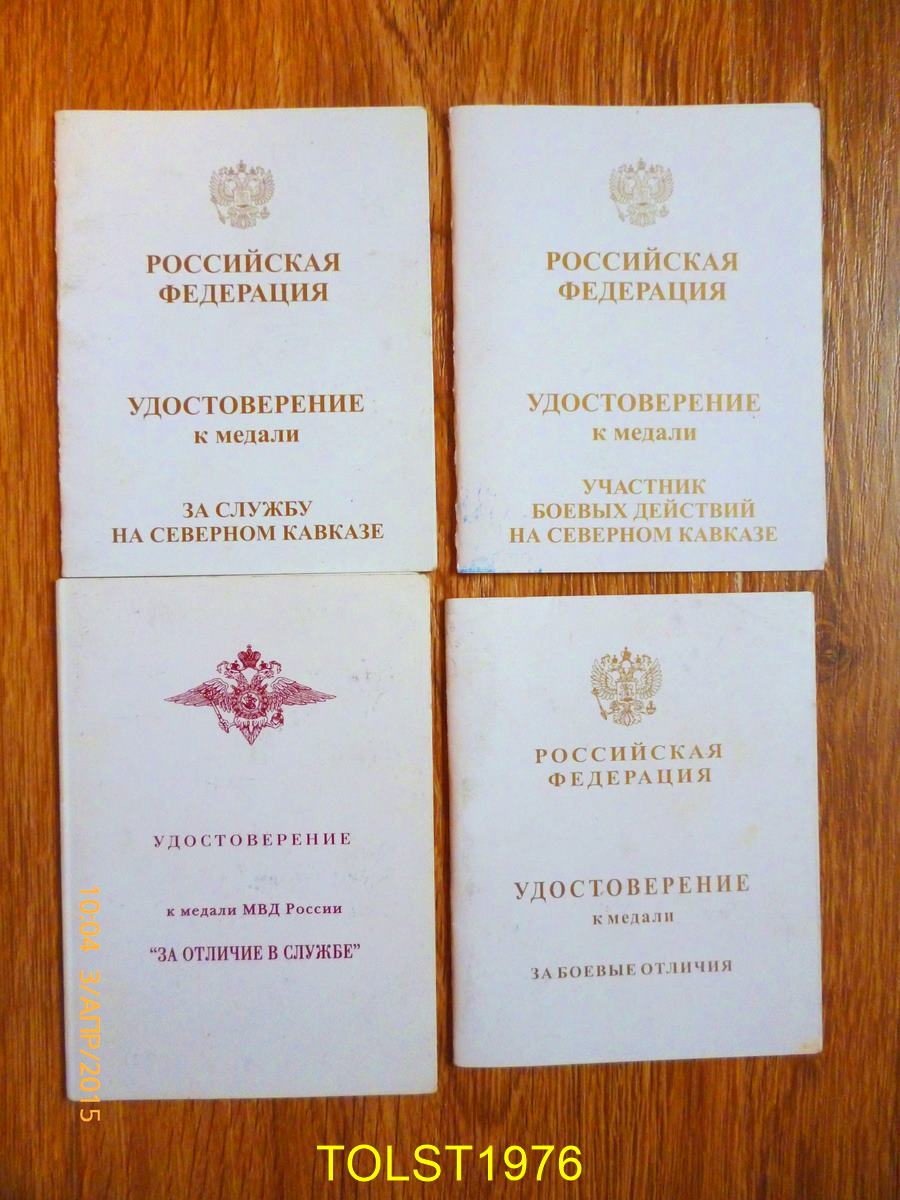 РОССИЙСКАЯ
ФЕДЕРАЦИЯ
УДОСТОВЕРЕНИЕ
к медали
ЗА СЛУЖБУ
НА СЕВЕРНОМ КАВКАЗЕ
РОССИЙСКАЯ
ФЕДЕРАЦИЯ
УДОСТОВЕРЕНИЕ
к медали
УЧАСТНИК
БОЕВЫХ ДЕЙСТВИЙ
НА СЕВЕРНОМ КАВКАЗЕ
УДОСТОВЕРЕНИЕ
к медали МВД России
“ЗА ОТЛИЧИЕ В СЛУЖБЕ”
РОССИЙСКАЯ
ФЕДЕРАЦИЯ
УДОСТОВЕРЕНИЕ
к медали
ЗА БОЕВЫЕ ОТЛИЧИЯ
10:04 3/АПР/2015
TOLST1976